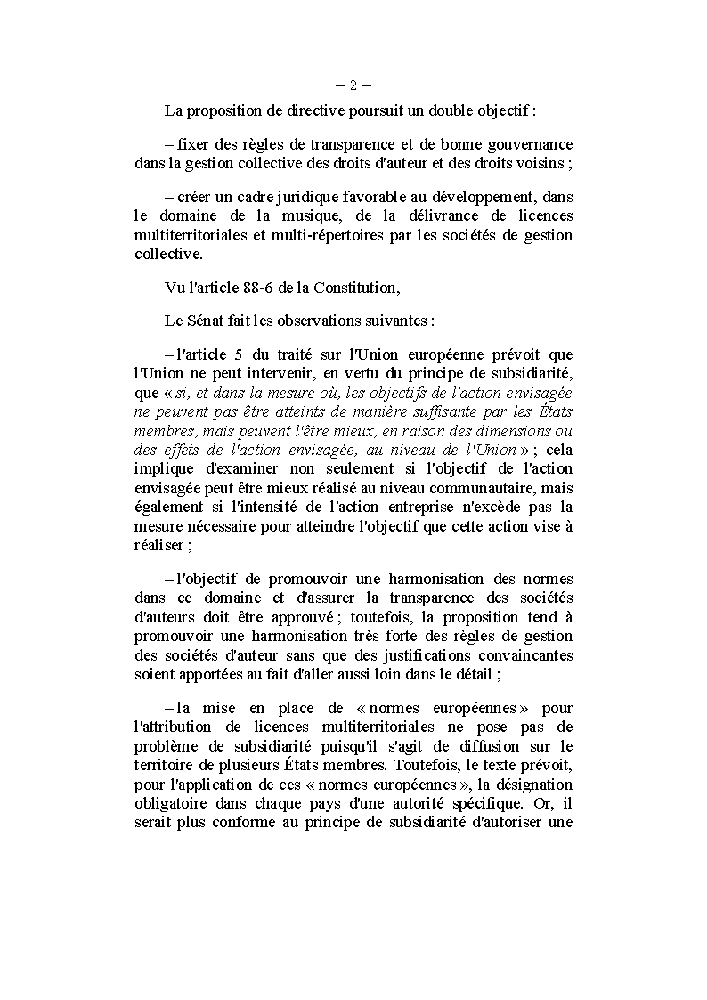 – 2 –
La proposition de directive poursuit un double objectif :
– fixer des règles de transparence et de bonne gouvernance
dans la gestion collective des droits d'auteur et des droits voisins ;
– créer un cadre juridique favorable au développement, dans
le domaine de la musique, de la délivrance de licences
multiterritoriales et multi-répertoires par les sociétés de gestion
collective.
Vu l'article 88-6 de la Constitution,
Le Sénat fait les observations suivantes :
– l'article 5 du traité sur l'Union européenne prévoit que
l'Union ne peut intervenir, en vertu du principe de subsidiarité,
que « si, et dans la mesure où, les objectifs de l'action envisagée
ne peuvent pas être atteints de manière suffisante par les États
membres, mais peuvent l'être mieux, en raison des dimensions ou
des effets de l'action envisagée, au niveau de l'Union » ; cela
implique d'examiner non seulement si l'objectif de l'action
envisagée peut être mieux réalisé au niveau communautaire, mais
également si l'intensité de l'action entreprise n'excède pas la
mesure nécessaire pour atteindre l'objectif que cette action vise à
réaliser ;
– l'objectif de promouvoir une harmonisation des normes
dans ce domaine et d'assurer la transparence des sociétés
d'auteurs doit être approuvé ; toutefois, la proposition tend à
promouvoir une harmonisation très forte des règles de gestion
des sociétés d'auteur sans que des justifications convaincantes
soient apportées au fait d'aller aussi loin dans le détail ;
– la mise en place de « normes européennes » pour
l'attribution de licences multiterritoriales ne pose pas de
problème de subsidiarité puisqu'il s'agit de diffusion sur le
territoire de plusieurs États membres. Toutefois, le texte prévoit,
pour l'application de ces « normes européennes », la désignation
obligatoire dans chaque pays d'une autorité spécifique. Or, il
serait plus conforme au principe de subsidiarité d'autoriser une